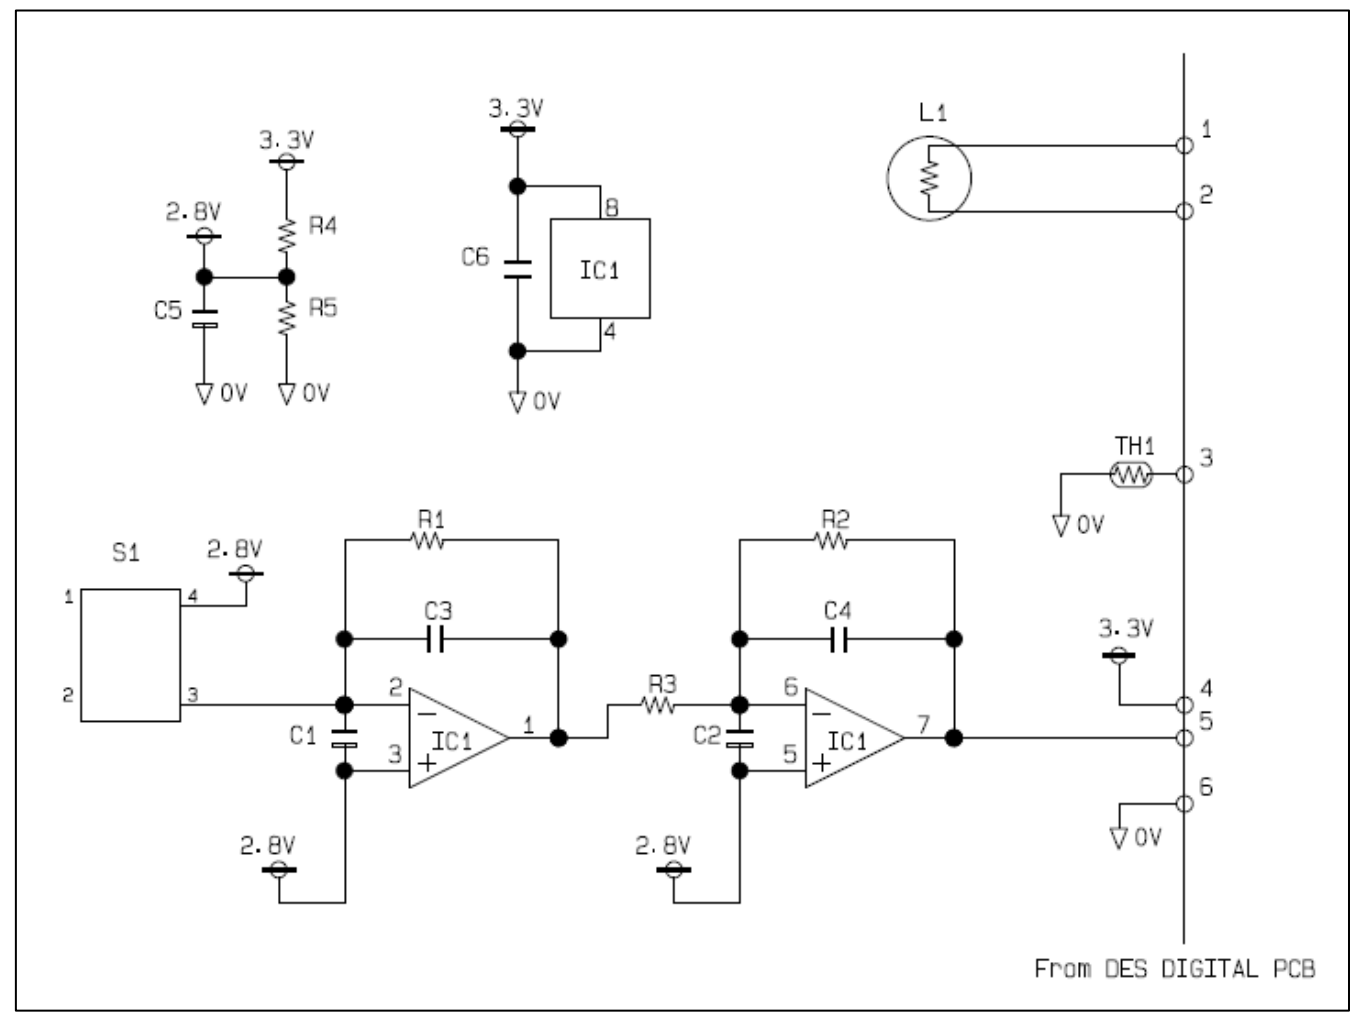 L1
1
2
3.3V
3.3V
2.8V
R4
8
C6
IC1
C5
R5
4
0V
0V
0V
TH1
3
0V
R1
R2
S1
2.8V
1
4
C3
C4
3.3V
2
3
2
R3
6
4
C1
IC1
1
C2
IC1
7
5
3
5
6
2.8V
2.8V
0V
From DES DIGITAL PCB